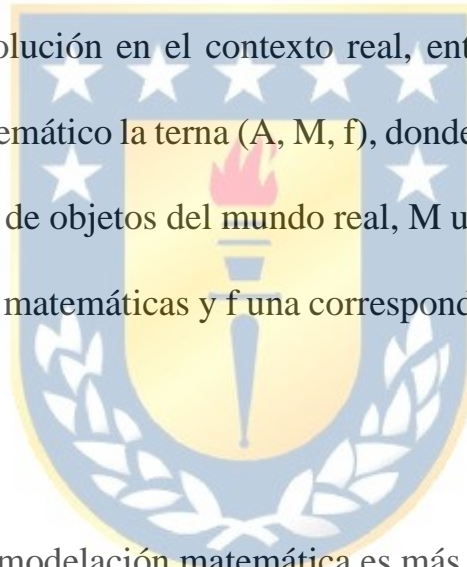 olución en el contexto real, ent
emático la terna (A, M, f), donde
de objetos del mundo real, M u
matemáticas y f una correspond
modelación matemática es más